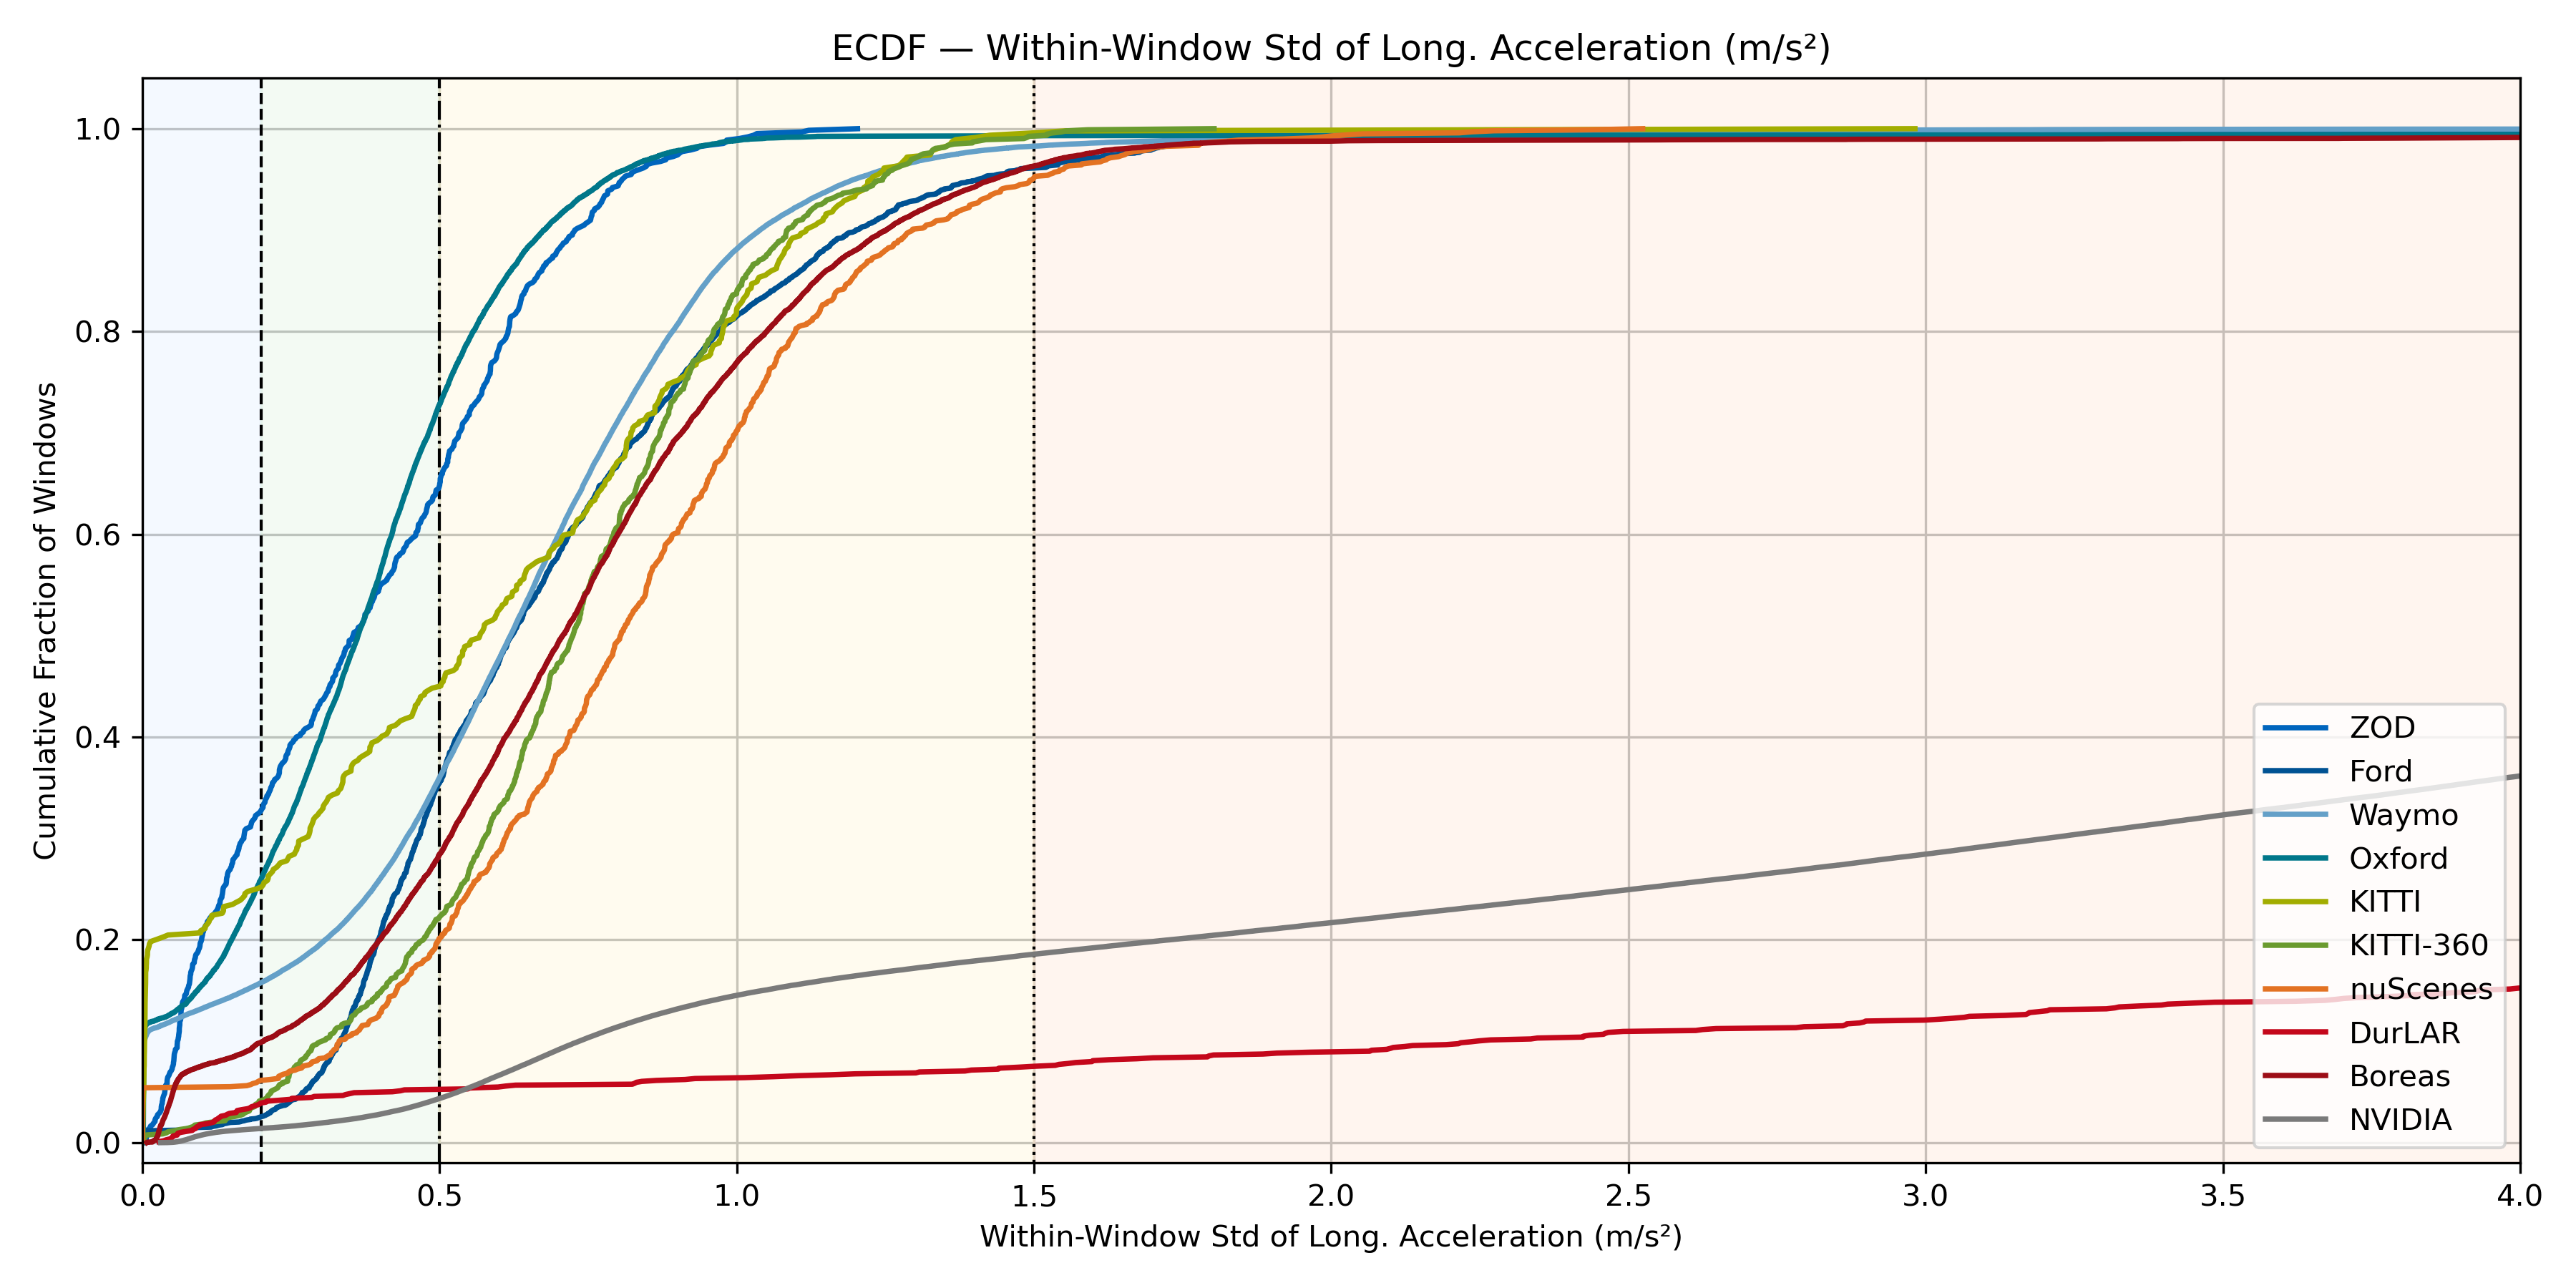 ECDF — Within-Window Std of Long. Acceleration (m/s²)
Cumulative Fraction of Windows
1.0
0.8
0.6
0.4
0.2
0.0
0.0 0.5 1.0 1.5 2.0 2.5 3.0 3.5 4.0
Within-Window Std of Long. Acceleration (m/s²)
ZOD
Ford
Waymo
Oxford
KITTI
KITTI-360
nuScenes
DurLAR
Boreas
NVIDIA